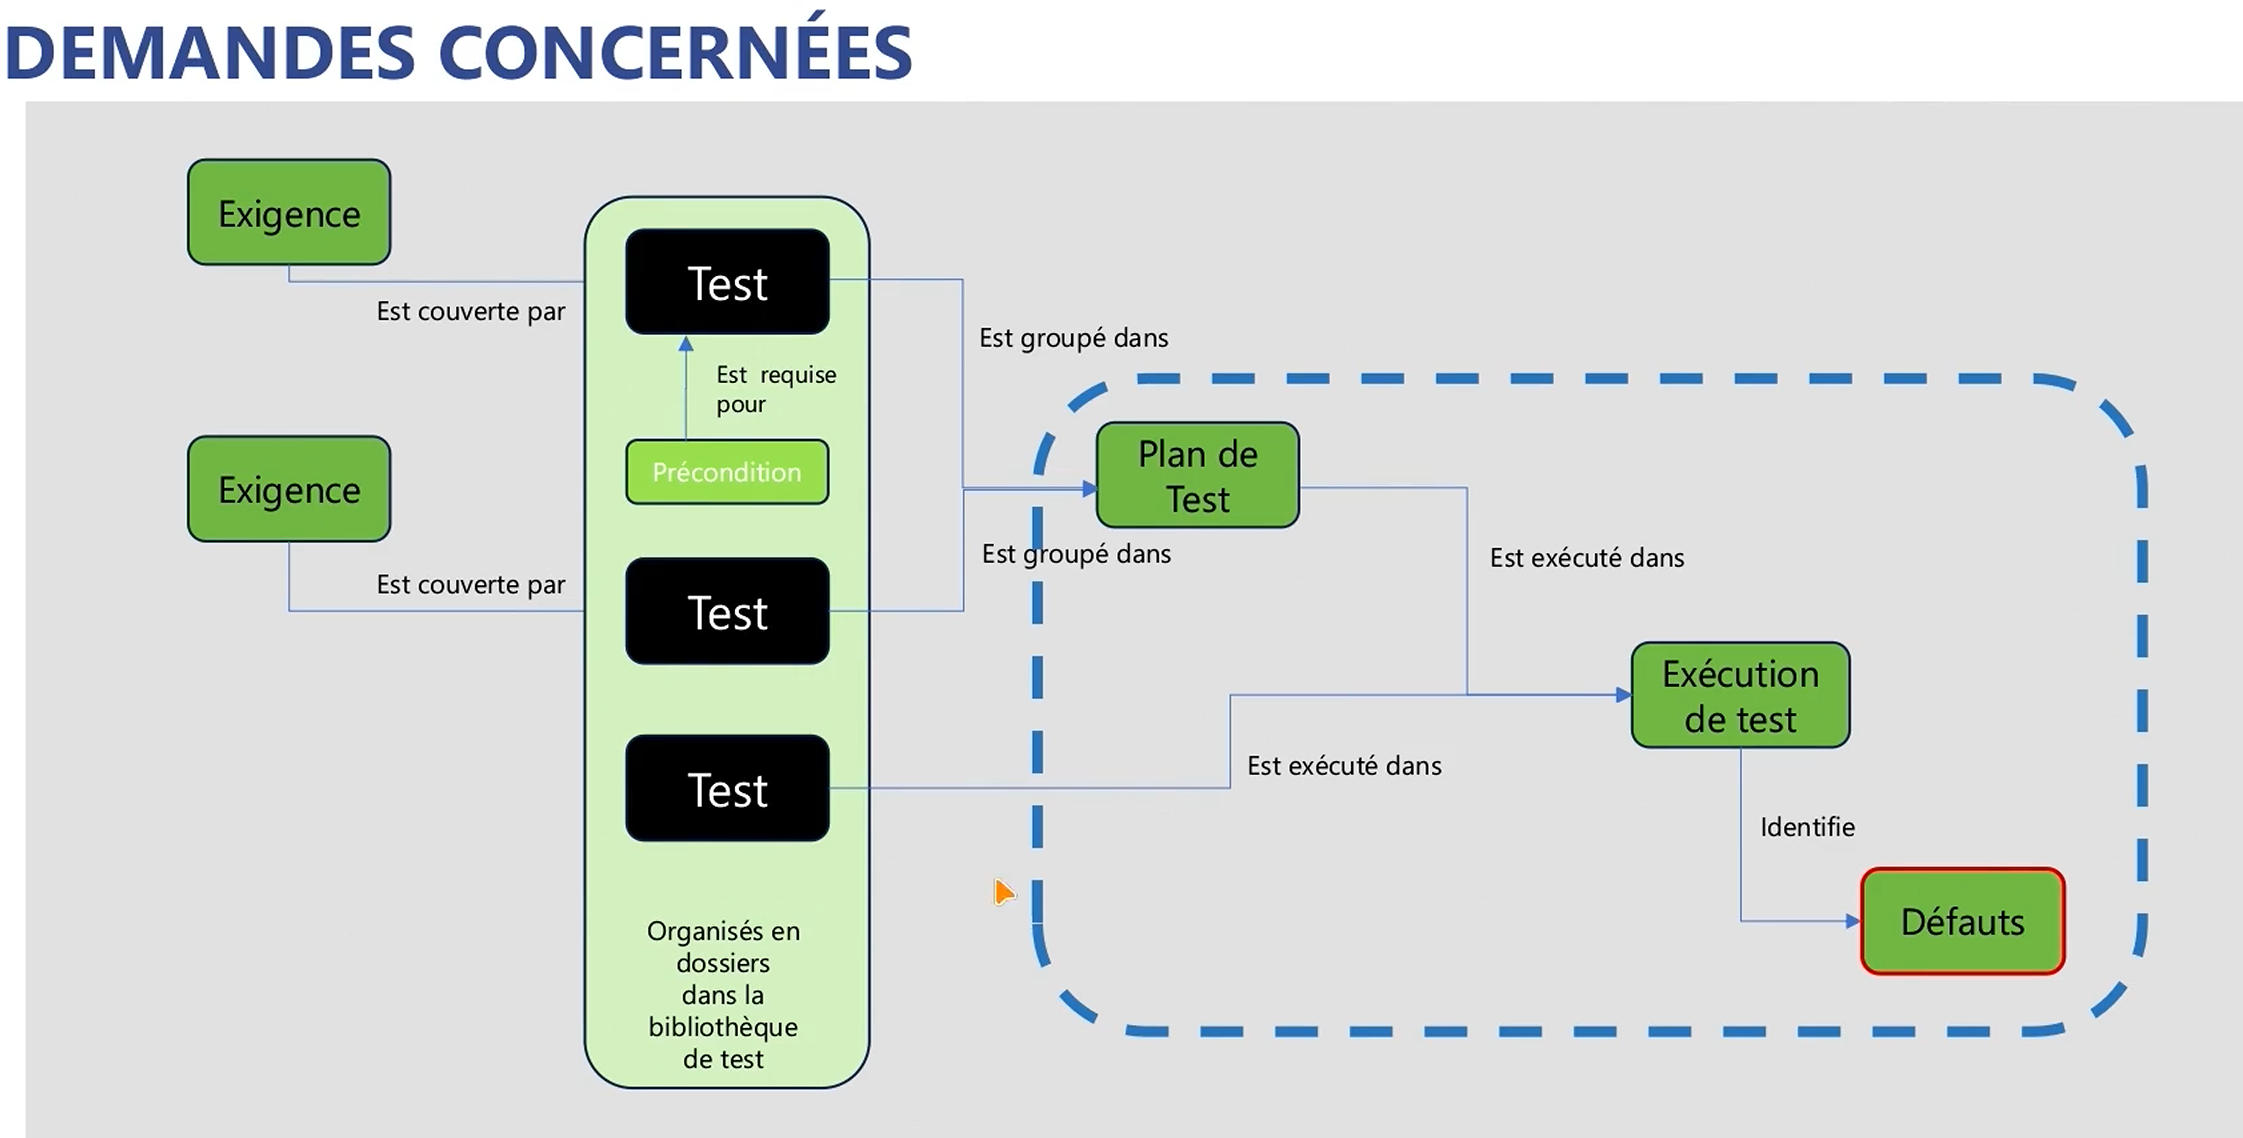 DEMANDES CONCERNÉES
Exigence
Est couverte par
Exigence
Est couverte par
Test
Est requise
pour
Précondition
Test
Test
Organisés en
dossiers
dans la
bibliothèque
de test
Est groupé dans
Plan de
Test
Est groupé dans
Est exécuté dans
Exécution
de test
Est exécuté dans
Identifie
Défauts